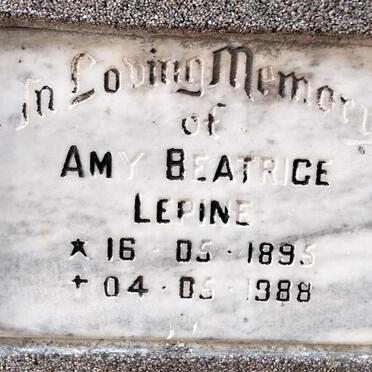 In Loving Memory
of
AMY BEATRICE
LEPINE
★ 16 · 05 · 1895
✝ 04 · 05 · 1988